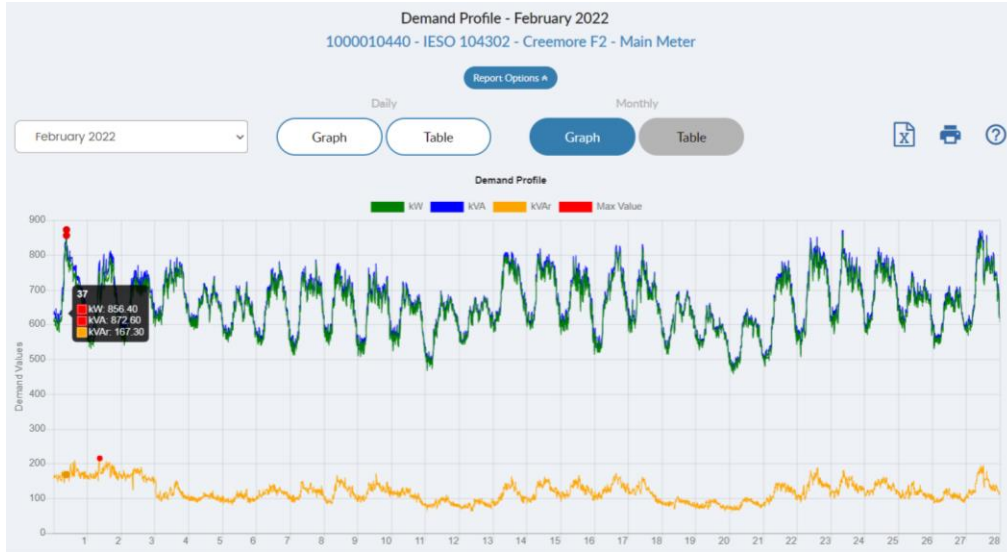 Demand Profile - February 2022
1000010440 - IESO 104302 - Creemore F2 - Main Meter
Report Options
Daily
Monthly
February 2022
Graph
Table
Graph
Table
Demand Profile
kW
kVA
kVAr
Max Value
900
800
700
600
500
400
300
200
100
0
Demand Values
37
kW: 856.40
kVA: 872.60
kVAr: 167.30
1 2 3 4 5 6 7 8 9 10 11 12 13 14 15 16 17 18 19 20 21 22 23 24 25 26 27 28